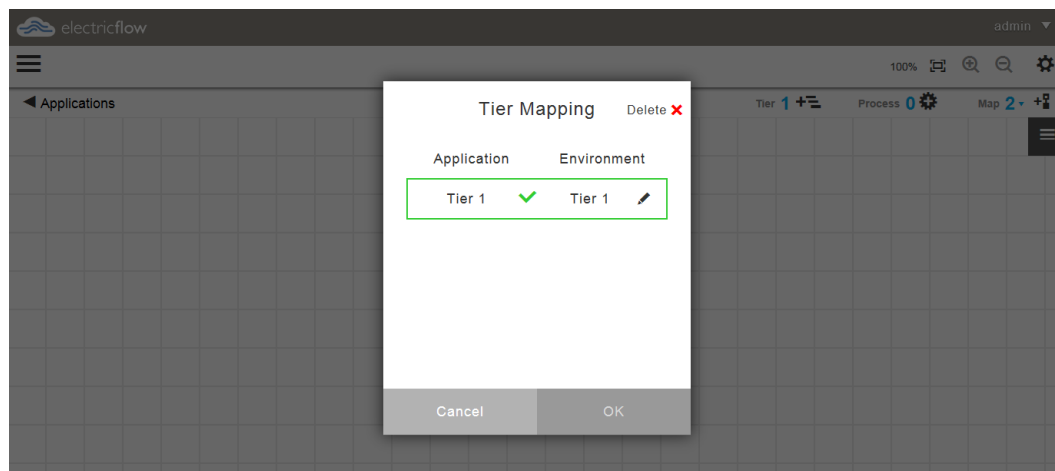 electricflow
admin
100%
Applications
Tier 1
Process 0
Map 2
Tier Mapping
Delete
Application Environment
Tier 1 Tier 1
Cancel OK